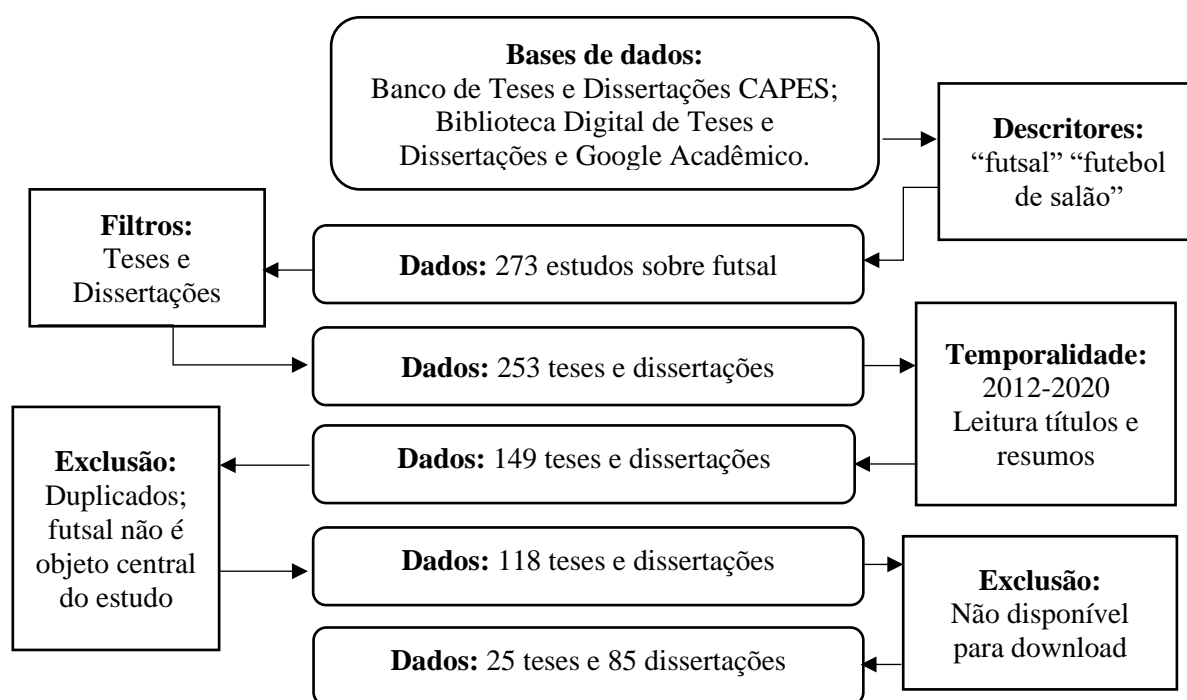 Bases de dados:
Banco de Teses e Dissertações CAPES;
Biblioteca Digital de Teses e
Dissertações e Google Acadêmico.
Descritores:
“futsal” “futebol
de salão”
Dados: 273 estudos sobre futsal
Filtros:
Teses e
Dissertações
Dados: 253 teses e dissertações
Temporalidade:
2012-2020
Leitura títulos e
resumos
Dados: 149 teses e dissertações
Exclusão:
Duplicados;
futsal não é
objeto central
do estudo
Dados: 118 teses e dissertações
Exclusão:
Não disponível
para download
Dados: 25 teses e 85 dissertações